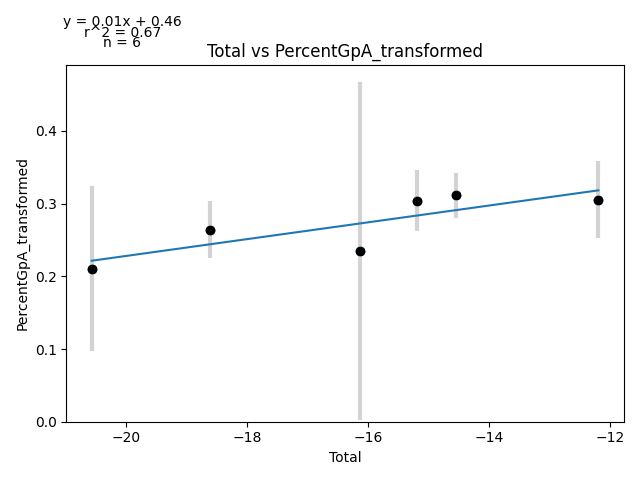 y = 0.01x + 0.46
r^2 = 0.67
n = 6
Total vs PercentGpA_transformed
PercentGpA_transformed
0.4
0.3
0.2
0.1
0.0
−20
−18
−16
−14
−12
Total